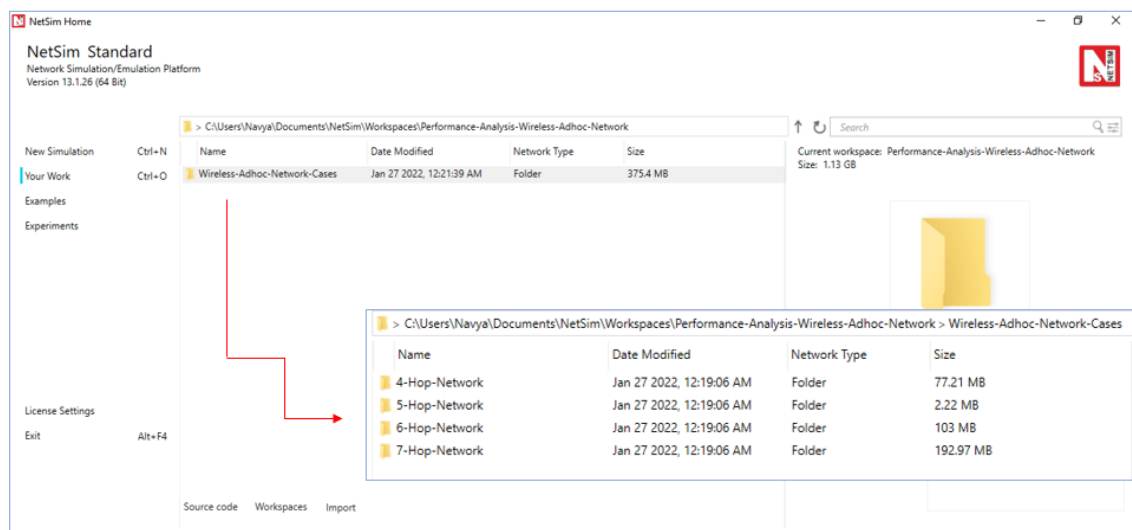 NetSim Home
NetSim Standard
Network Simulation/Emulation Platform
Version 13.1.26 (64 Bit)
NETSIM
> C:\Users\Navya\Documents\NetSim\Workspaces\Performance-Analysis-Wireless-Adhoc-Network
Search
New Simulation Ctrl+N
Your Work Ctrl+O
Examples
Experiments
License Settings
Exit Alt+F4
Name Date Modified Network Type Size
Wireless-Adhoc-Network-Cases Jan 27 2022, 12:21:39 AM Folder 375.4 MB
Current workspace: Performance-Analysis-Wireless-Adhoc-Network
Size: 1.13 GB
> C:\Users\Navya\Documents\NetSim\Workspaces\Performance-Analysis-Wireless-Adhoc-Network > Wireless-Adhoc-Network-Cases
Name Date Modified Network Type Size
4-Hop-Network Jan 27 2022, 12:19:06 AM Folder 77.21 MB
5-Hop-Network Jan 27 2022, 12:19:06 AM Folder 2.22 MB
6-Hop-Network Jan 27 2022, 12:19:06 AM Folder 103 MB
7-Hop-Network Jan 27 2022, 12:19:06 AM Folder 192.97 MB
Source code Workspaces Import